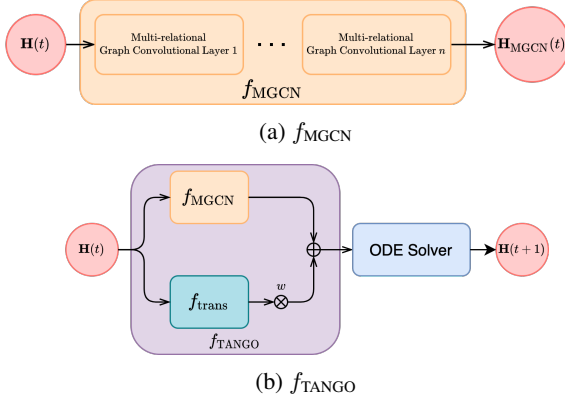 H(t)
Multi-relational
Graph Convolutional Layer 1
· · ·
Multi-relational
Graph Convolutional Layer n
H_MGCN(t)
f_MGCN
(a) f_MGCN
f_MGCN
H(t)
ODE Solver
H(t + 1)
w
f_trans
f_TANGO
(b) f_TANGO